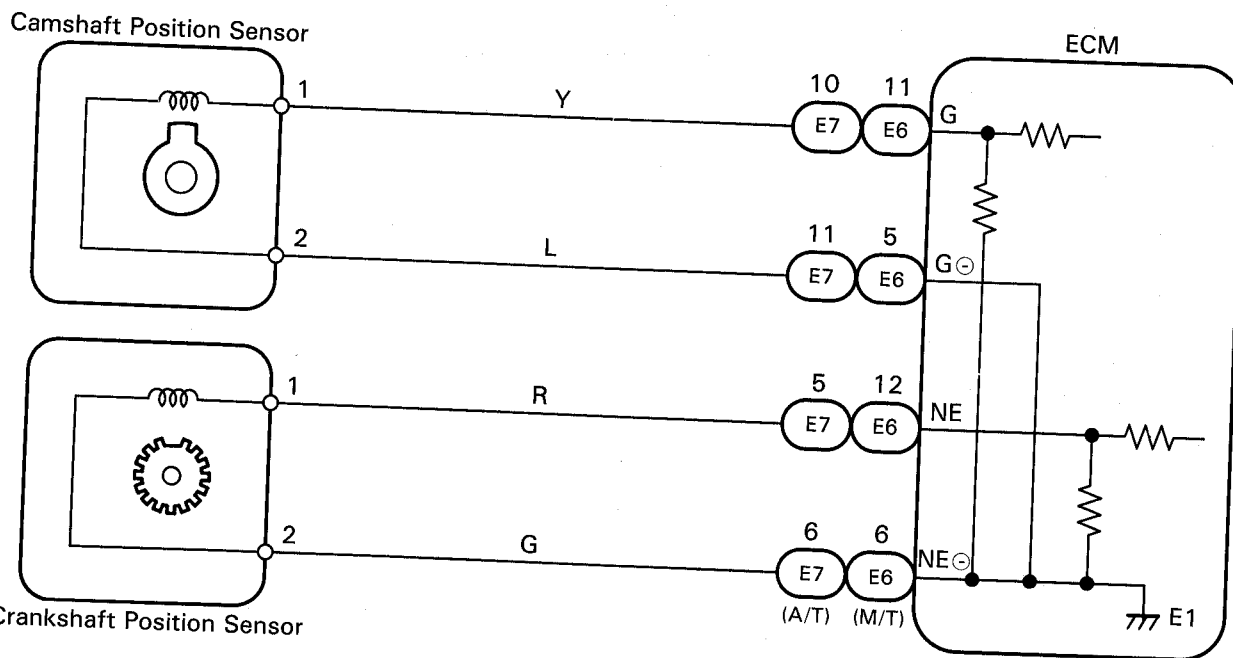 Camshaft Position Sensor
ECM
1
Y
10
11
E7
E6
G
2
L
11
5
E7
E6
G⊖
1
R
5
12
E7
E6
NE
2
G
6
6
E7
E6
NE⊖
(A/T)
(M/T)
E1
Crankshaft Position Sensor